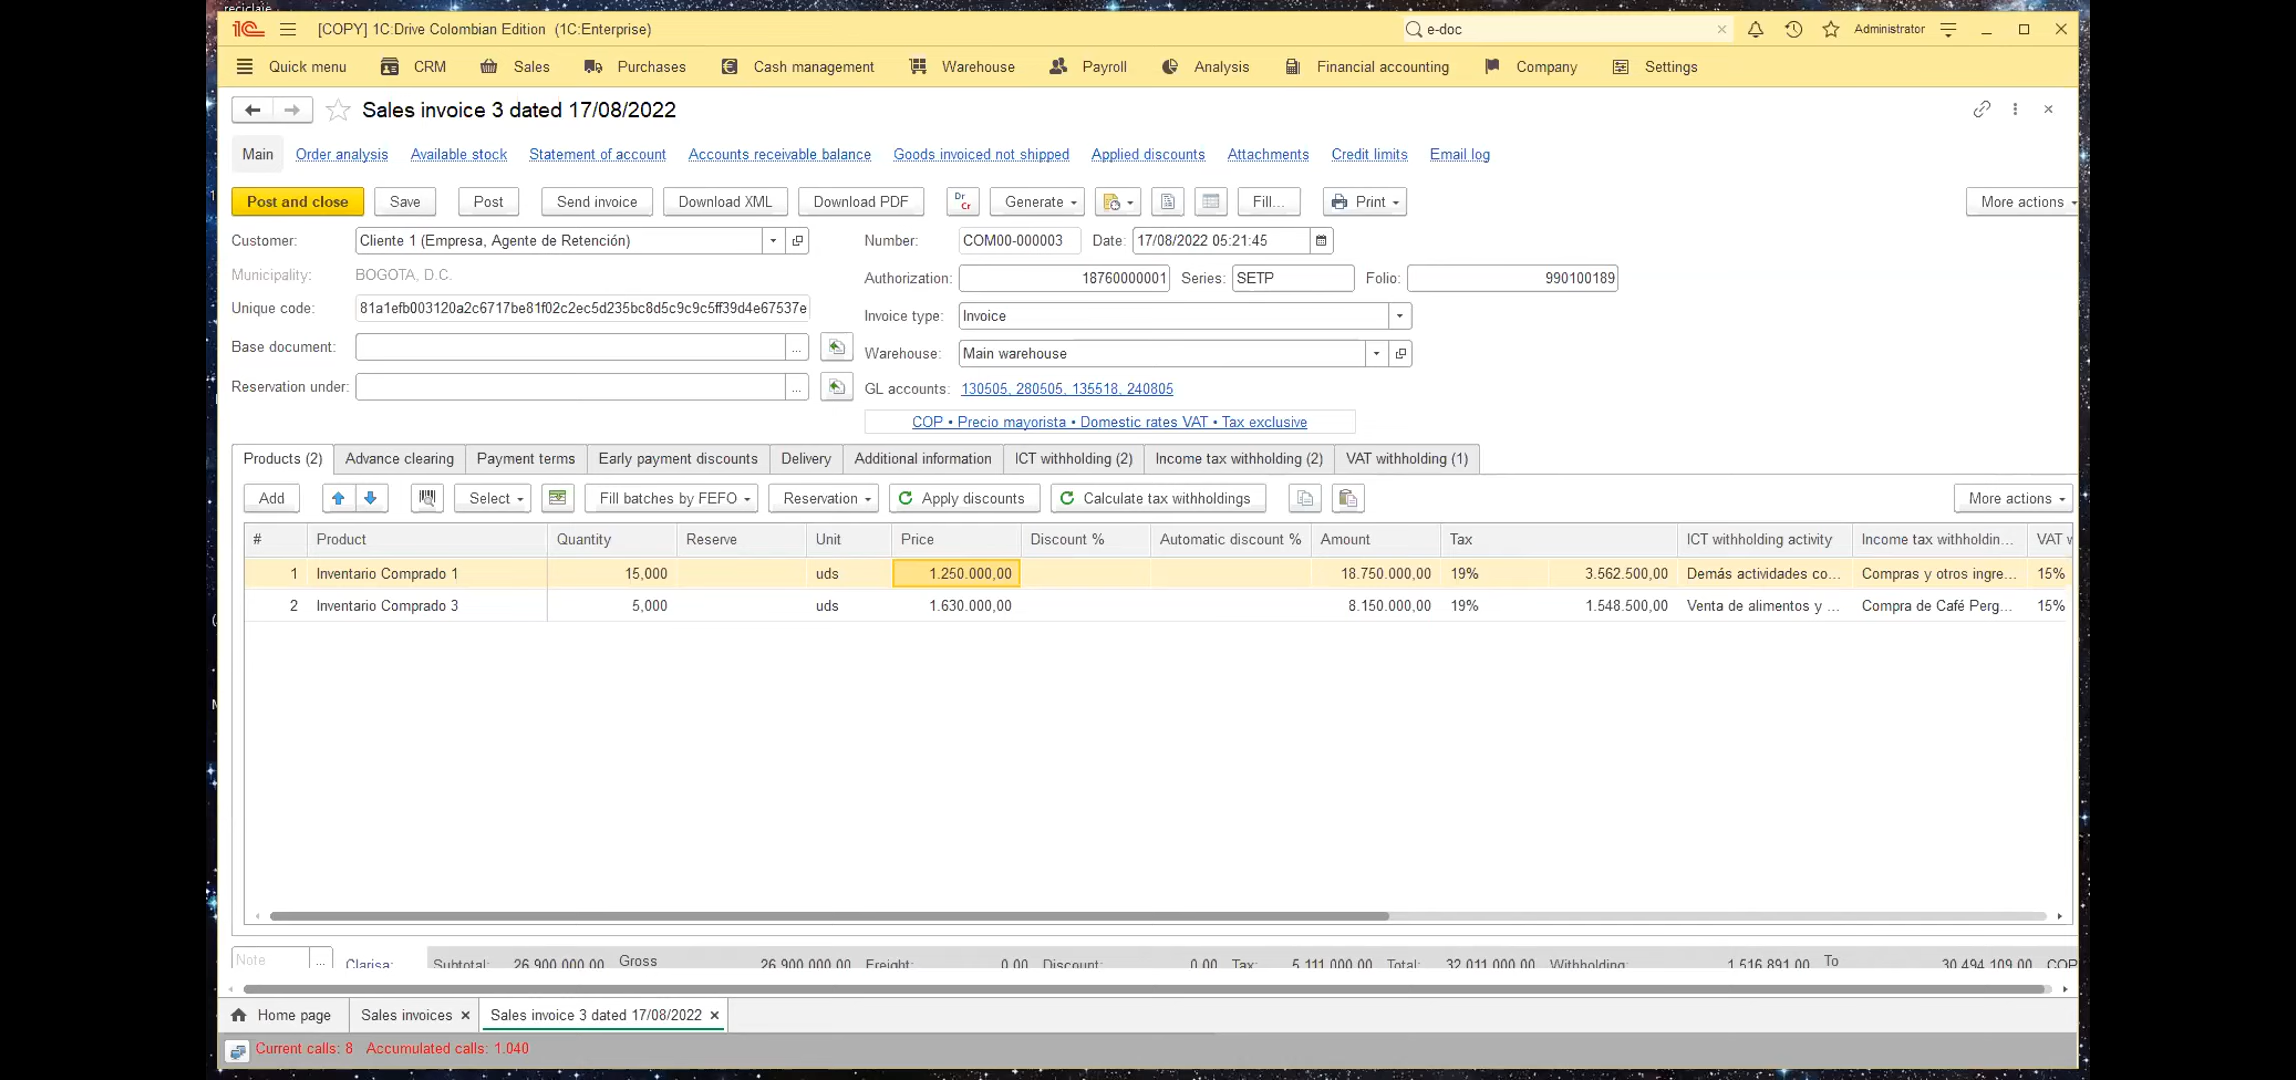 reciclaje
1C [COPY] 1C:Drive Colombian Edition (1C:Enterprise) e-doc Administrator
Quick menu CRM Sales Purchases Cash management Warehouse Payroll Analysis Financial accounting Company Settings
Sales invoice 3 dated 17/08/2022
Main Order analysis Available stock Statement of account Accounts receivable balance Goods invoiced not shipped Applied discounts Attachments Credit limits Email log
Post and close Save Post Send invoice Download XML Download PDF Dr Cr Generate Fill... Print More actions
Customer: Cliente 1 (Empresa, Agente de Retención) Number: COM00-000003 Date: 17/08/2022 05:21:45
Municipality: BOGOTA, D.C. Authorization: 18760000001 Series: SETP Folio: 990100189
Unique code: 81a1efb003120a2c6717be81f02c2ec5d235bc8d5c9c9c5ff39d4e67537e Invoice type: Invoice
Base document: ... Warehouse: Main warehouse
Reservation under: ... GL accounts: 130505, 280505, 135518, 240805
COP • Precio mayorista • Domestic rates VAT • Tax exclusive
Products (2) Advance clearing Payment terms Early payment discounts Delivery Additional information ICT withholding (2) Income tax withholding (2) VAT withholding (1)
Add Select Fill batches by FEFO Reservation Apply discounts Calculate tax withholdings More actions
# Product Quantity Reserve Unit Price Discount % Automatic discount % Amount Tax ICT withholding activity Income tax withholdin... VAT w
1 Inventario Comprado 1 15,000 uds 1.250.000,00 18.750.000,00 19% 3.562.500,00 Demás actividades co... Compras y otros ingre... 15%
2 Inventario Comprado 3 5,000 uds 1.630.000,00 8.150.000,00 19% 1.548.500,00 Venta de alimentos y ... Compra de Café Perg... 15%
Note ... Clarisa: Subtotal: 26.900.000,00 Gross 26.900.000,00 Freight: 0,00 Discount: 0,00 Tax: 5.111.000,00 Total: 32.011.000,00 Withholding: 1.516.891,00 To 30.494.109,00 COP
Home page Sales invoices Sales invoice 3 dated 17/08/2022
Current calls: 8 Accumulated calls: 1.040